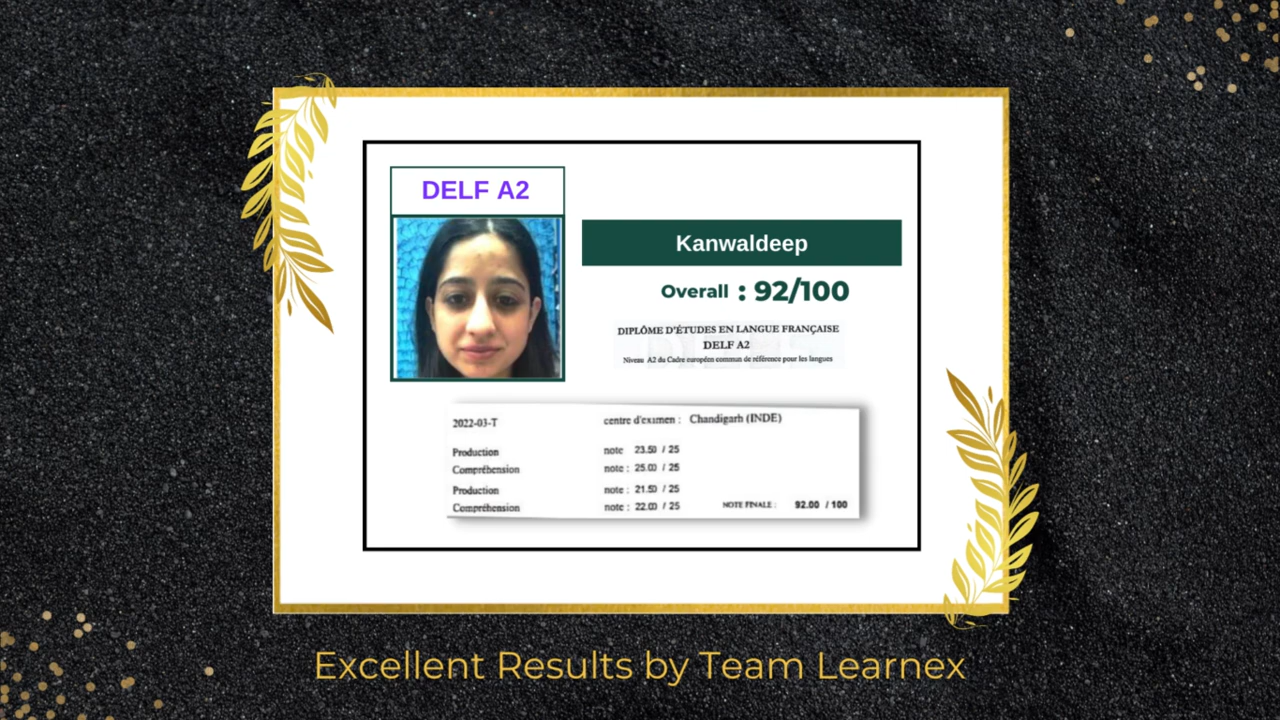 DELF A2
Kanwaldeep
Overall : 92/100
DIPLÔME D'ÉTUDES EN LANGUE FRANÇAISE
DELF A2
Niveau A2 du Cadre européen commun de référence pour les langues
2022-03-T centre d'examen : Chandigarh (INDE)
Production note 23.50 / 25
Compréhension note : 25.00 / 25
Production note : 21.50 / 25
Compréhension note : 22.00 / 25 NOTE FINALE : 92.00 / 100
Excellent Results by Team Learnex